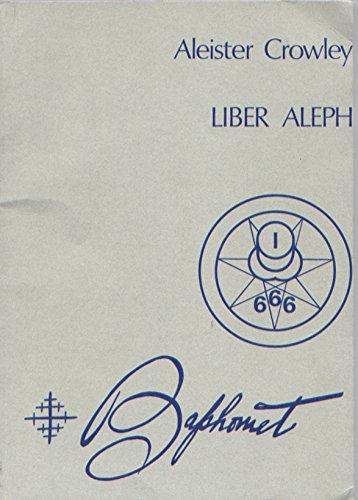 Aleister Crowley
LIBER ALEPH
I
666
Baphomet